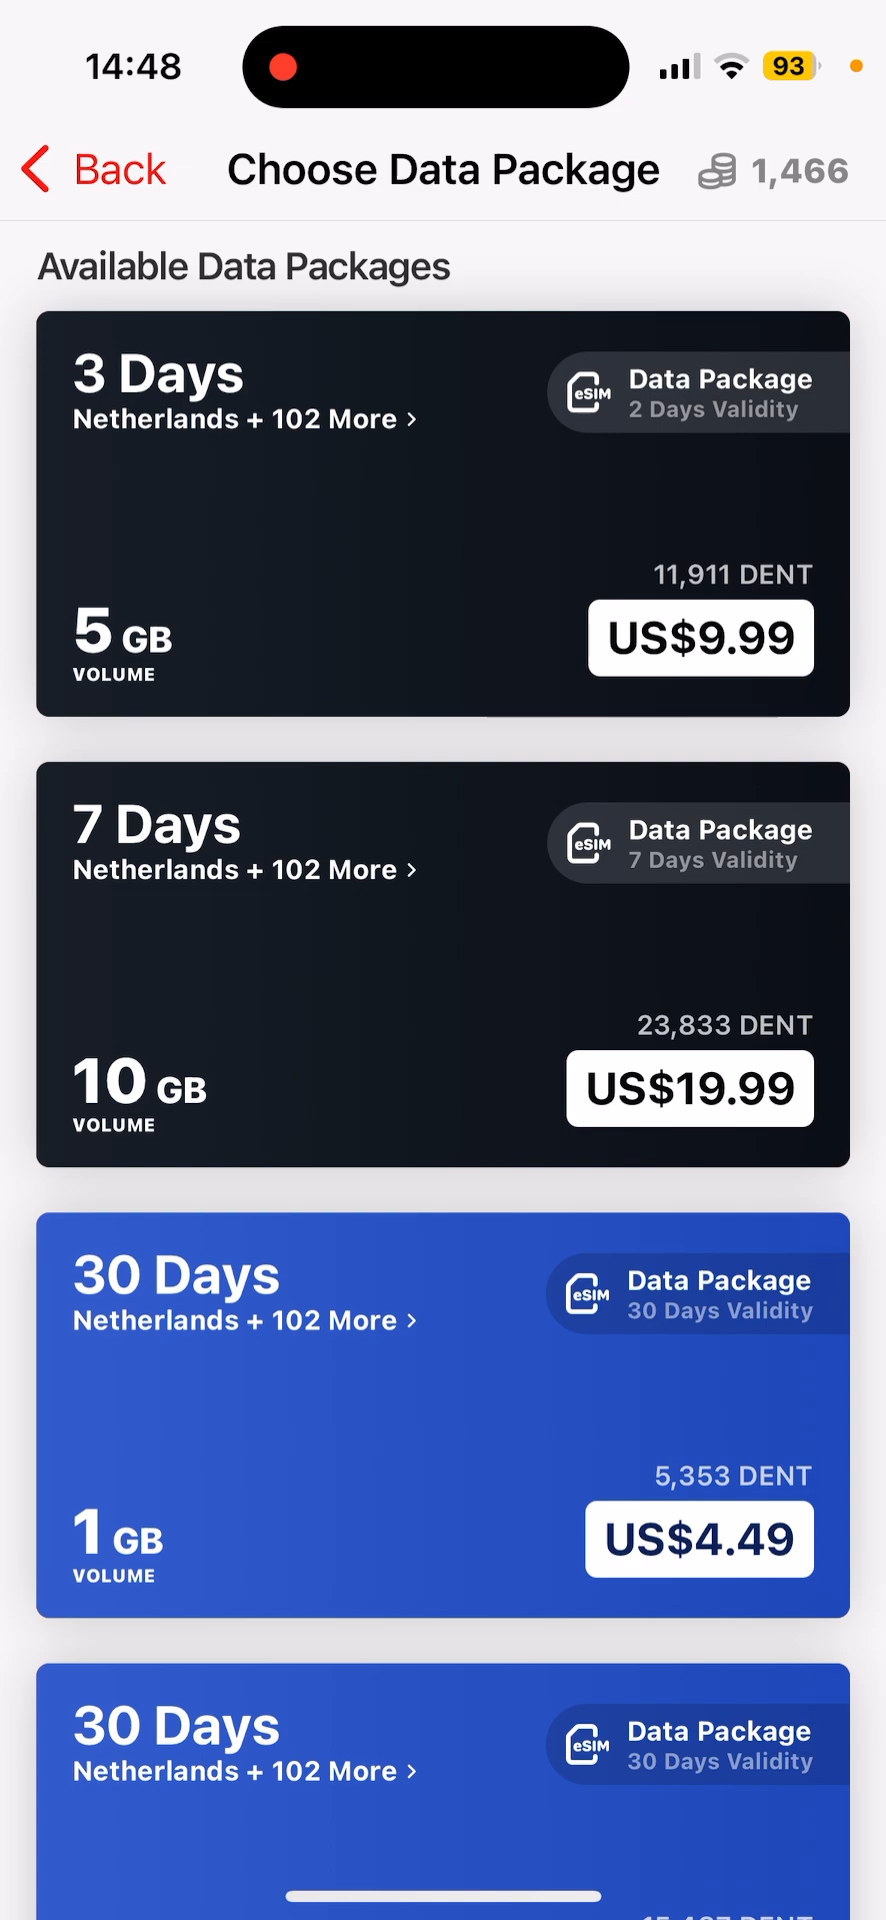 14:48
93
Back
Choose Data Package
1,466
Available Data Packages
3 Days
Netherlands + 102 More >
eSIM
Data Package
2 Days Validity
11,911 DENT
5 GB
VOLUME
US$9.99
7 Days
Netherlands + 102 More >
eSIM
Data Package
7 Days Validity
23,833 DENT
10 GB
VOLUME
US$19.99
30 Days
Netherlands + 102 More >
eSIM
Data Package
30 Days Validity
5,353 DENT
1 GB
VOLUME
US$4.49
30 Days
Netherlands + 102 More >
eSIM
Data Package
30 Days Validity